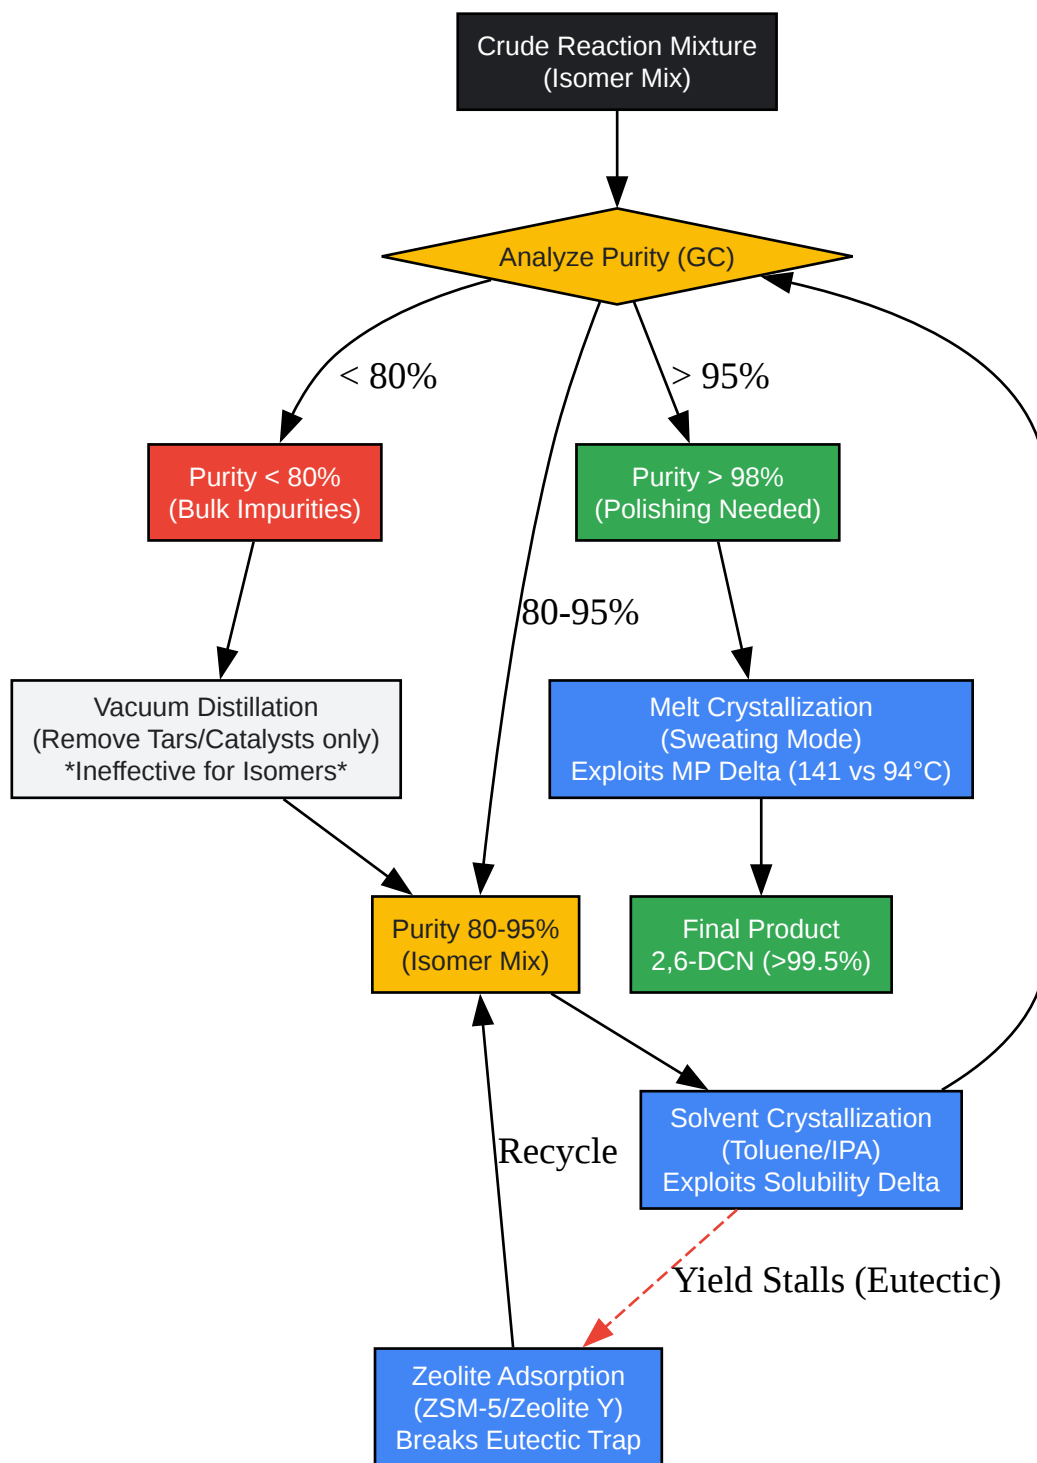 Crude Reaction Mixture
(Isomer Mix)
Analyze Purity (GC)
< 80%
> 95%
Purity < 80%
(Bulk Impurities)
Purity > 98%
(Polishing Needed)
80-95%
Vacuum Distillation
(Remove Tars/Catalysts only)
*Ineffective for Isomers*
Melt Crystallization
(Sweating Mode)
Exploits MP Delta (141 vs 94°C)
Purity 80-95%
(Isomer Mix)
Final Product
2,6-DCN (>99.5%)
Solvent Crystallization
(Toluene/IPA)
Exploits Solubility Delta
Recycle
Yield Stalls (Eutectic)
Zeolite Adsorption
(ZSM-5/Zeolite Y)
Breaks Eutectic Trap